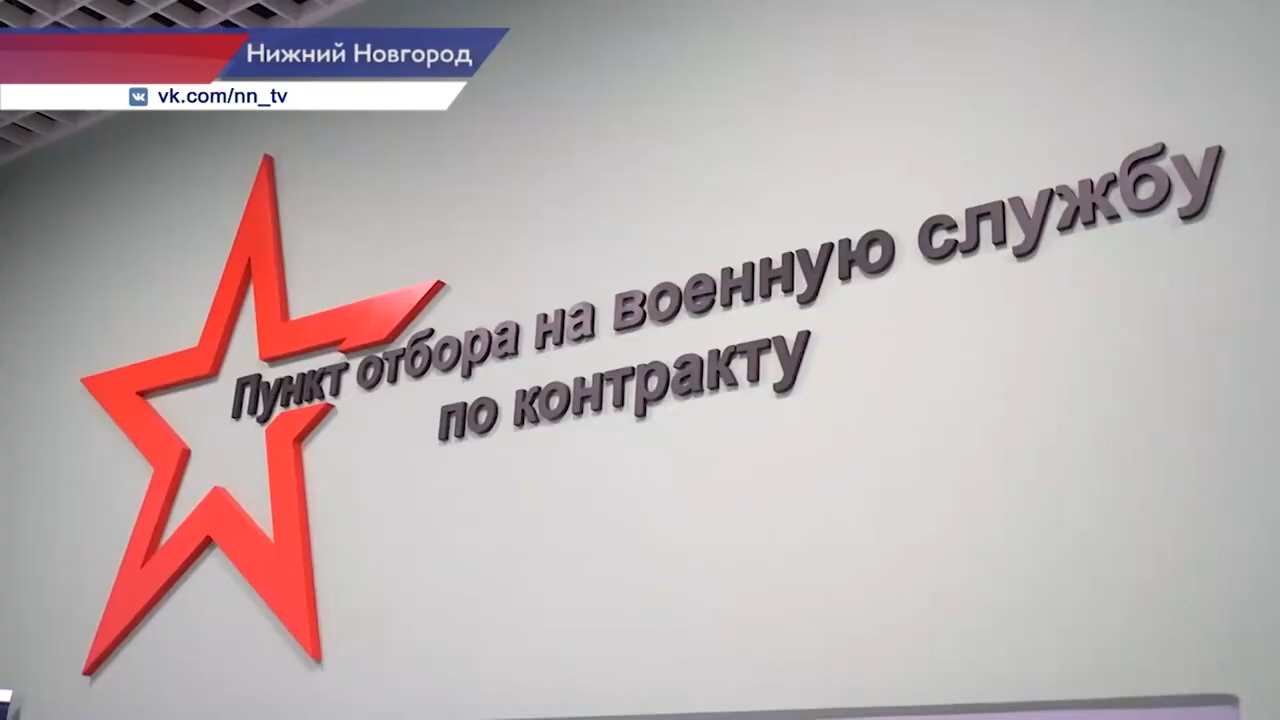 Нижний Новгород
vk.com/nn_tv
Пункт отбора на военную службу
по контракту